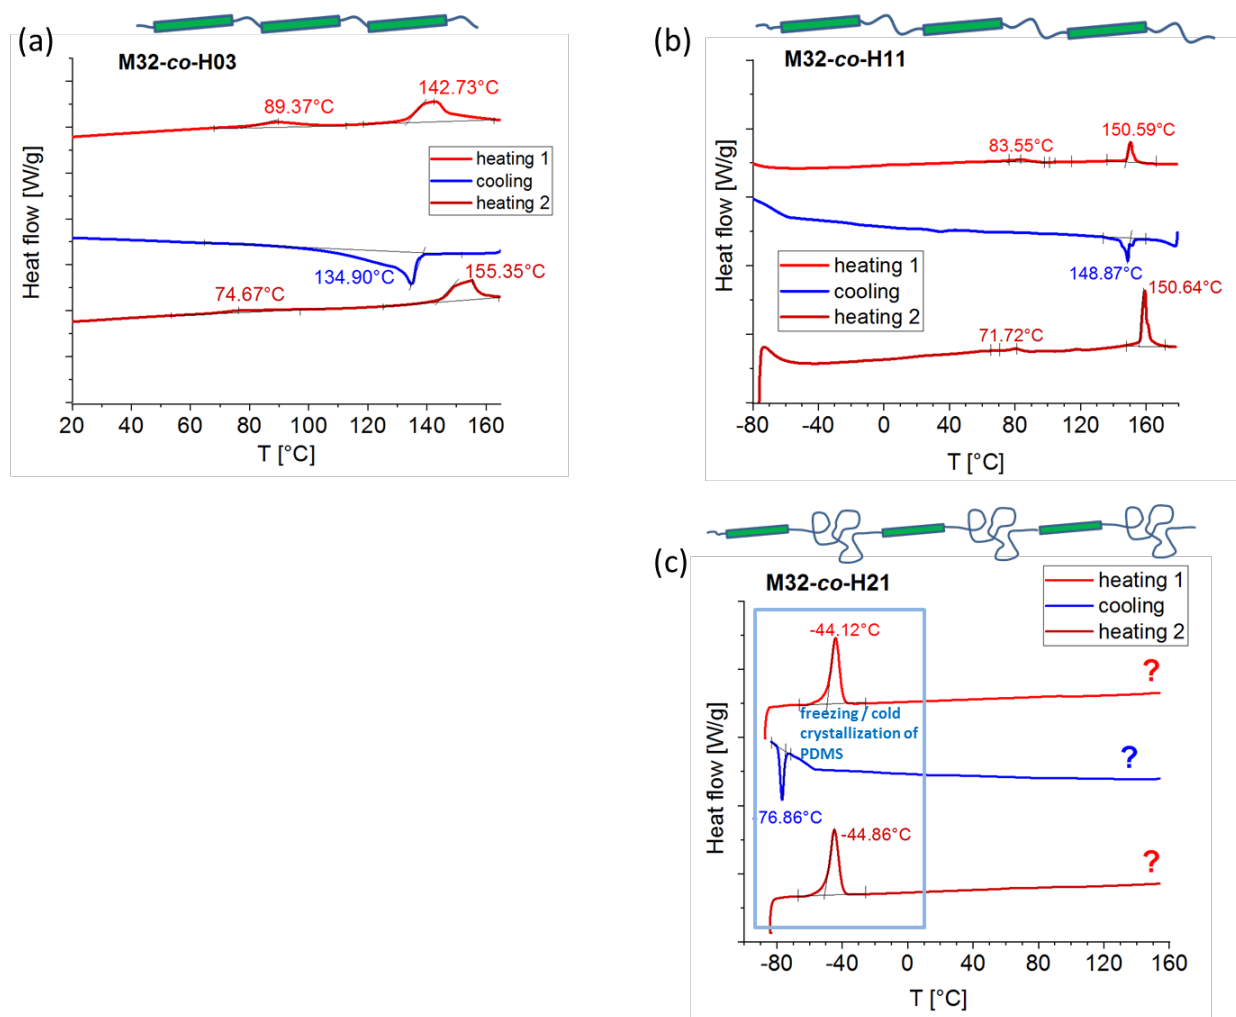 (a)
M32-co-H03
142.73°C
89.37°C
heating 1
cooling
heating 2
134.90°C
155.35°C
74.67°C
Heat flow [W/g]
20 40 60 80 100 120 140 160
T [°C]
(b)
M32-co-H11
150.59°C
83.55°C
heating 1
cooling
heating 2
148.87°C
150.64°C
71.72°C
Heat flow [W/g]
-80 -40 0 40 80 120 160
T [°C]
(c)
M32-co-H21
heating 1
cooling
heating 2
-44.12°C
?
freezing / cold
crystallization of
PDMS
?
-76.86°C
-44.86°C
?
Heat flow [W/g]
-80 -40 0 40 80 120 160
T [°C]